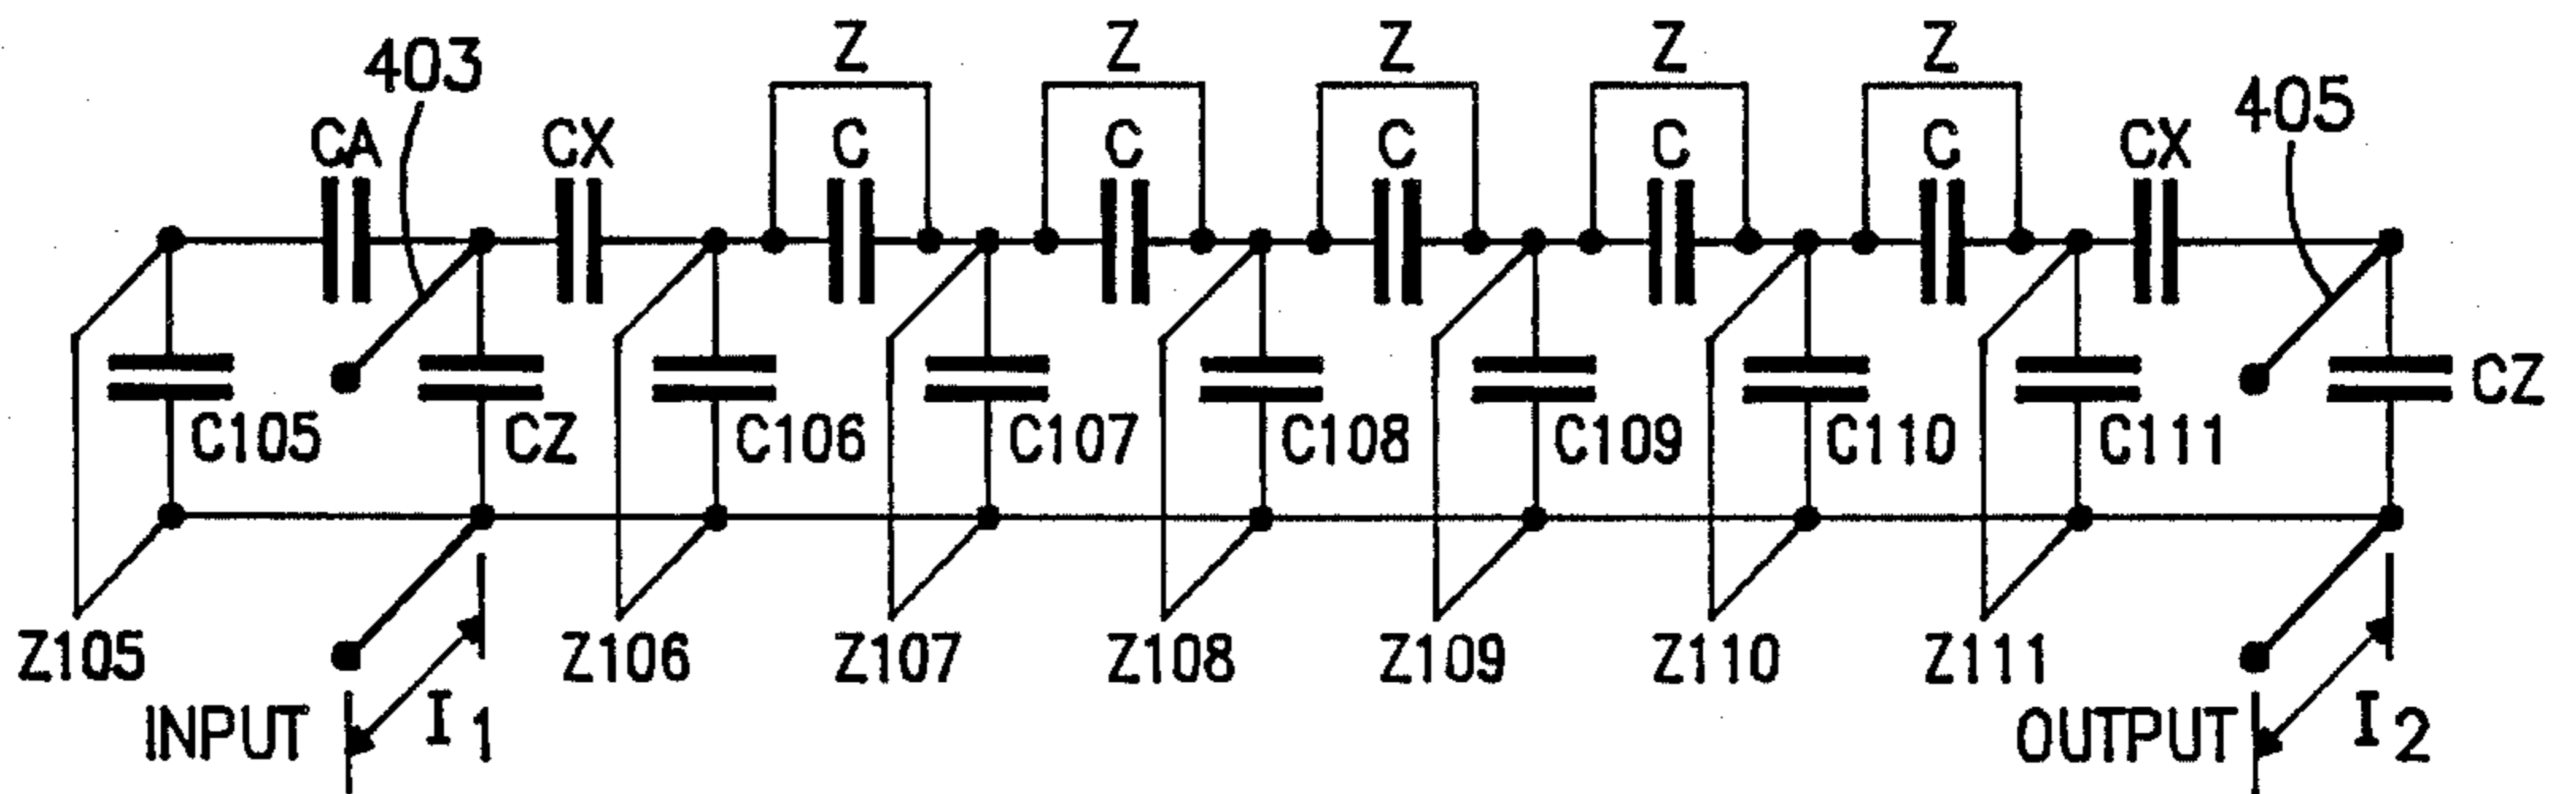 Z Z Z Z Z
403 405
CA CX C C C C C CX
C105 CZ C106 C107 C108 C109 C110 C111 CZ
Z105 Z106 Z107 Z108 Z109 Z110 Z111
INPUT I1 OUTPUT I2